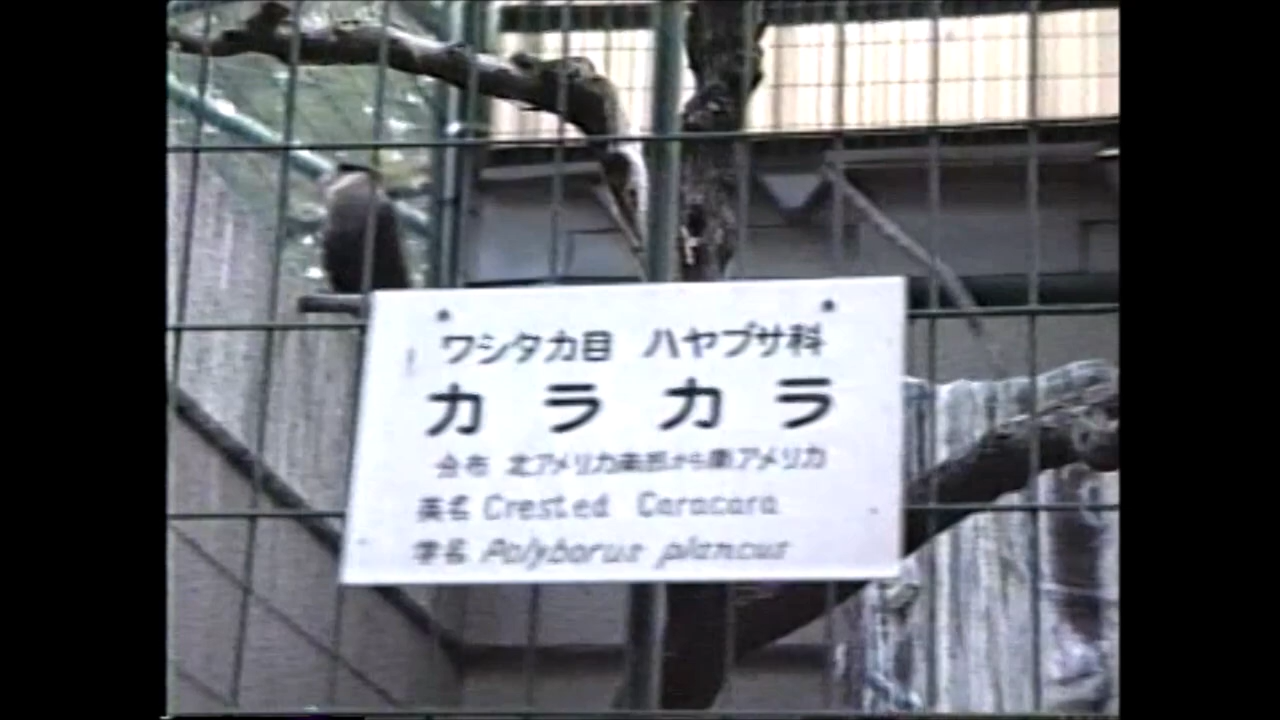 ワシタカ目 ハヤブサ科
カラカラ
分布 北アメリカ南部から南アメリカ
英名 Crested Caracara
学名 Polyborus plancus